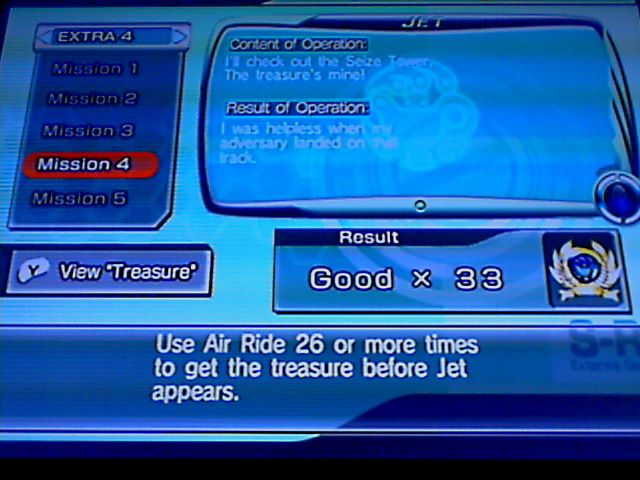 JET
EXTRA 4
Mission 1
Mission 2
Mission 3
Mission 4
Mission 5
Content of Operation:
I'll check out the Seize Tower.
The treasure's mine!
Result of Operation:
I was helpless when my
adversary landed on that
track.
Y View "Treasure"
Result
Good × 33
Use Air Ride 26 or more times
to get the treasure before Jet
appears.
S-R
Extreme